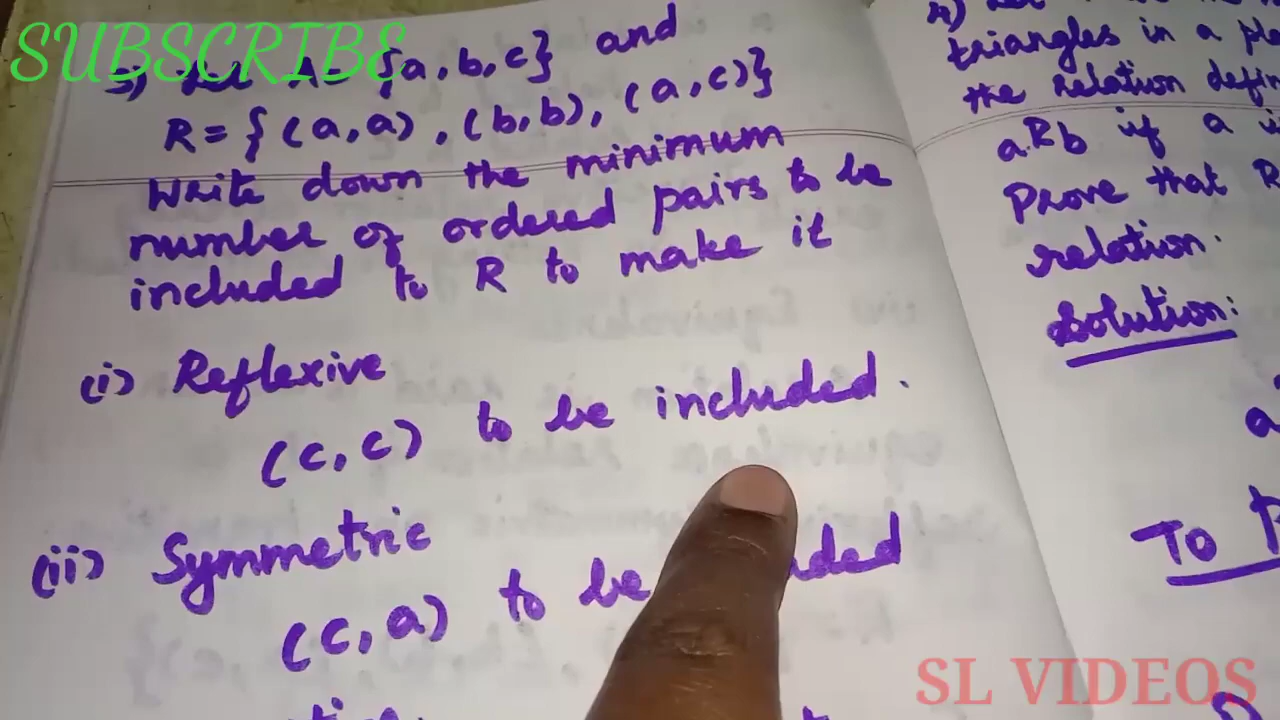 SUBSCRIBE
{a, b, c} and
R = { (a, a) , (b, b) , (a, c) }
Write down the minimum
number of ordered pairs to be
included to R to make it
(i) Reflexive
(c, c) to be included.
(ii) Symmetric
(c, a) to be
triangles in a
the relation
aRb if a
Prove that R
relation.
Solution:
a
To
SL VIDEOS